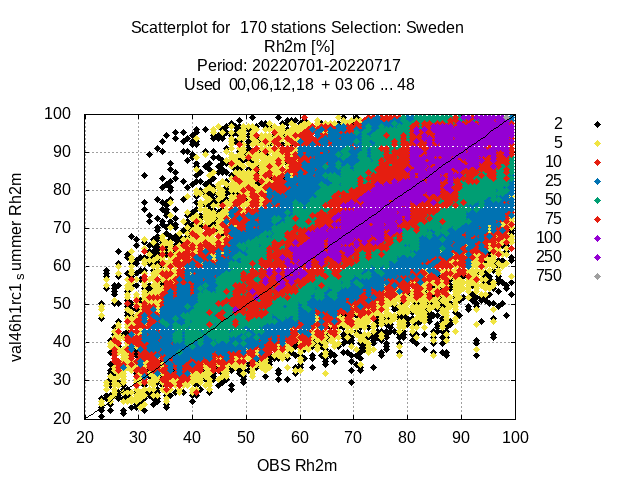 Scatterplot for  170 stations Selection: Sweden
Rh2m [%]
Period: 20220701-20220717
Used  00,06,12,18  + 03 06 ... 48
100
90
80
70
60
50
40
30
20
20 30 40 50 60 70 80 90 100
val46h1rc1 s ummer Rh2m
OBS Rh2m
2
5
10
25
50
75
100
250
750